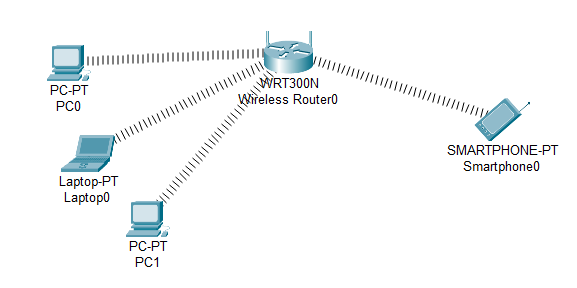 WRT300N
Wireless Router0
PC-PT
PC0
SMARTPHONE-PT
Smartphone0
Laptop-PT
Laptop0
PC-PT
PC1